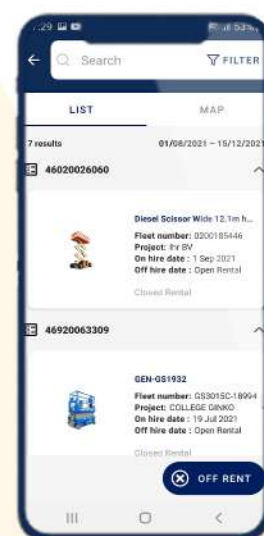 7:29 53%
Search FILTER
LIST MAP
7 results 01/08/2021 – 15/12/2021
46020026060
Diesel Scissor Wide 12.1m h...
Fleet number: 0200185446
Project: BV
On hire date : 1 Sep 2021
Off hire date : Open Rental
Closed Rental
46920063309
GEN-GS1932
Fleet number: GS3015C-18994
Project: COLLEGE GINKO
On hire date : 19 Jul 2021
Off hire date : Open Rental
Closed Rental
OFF RENT